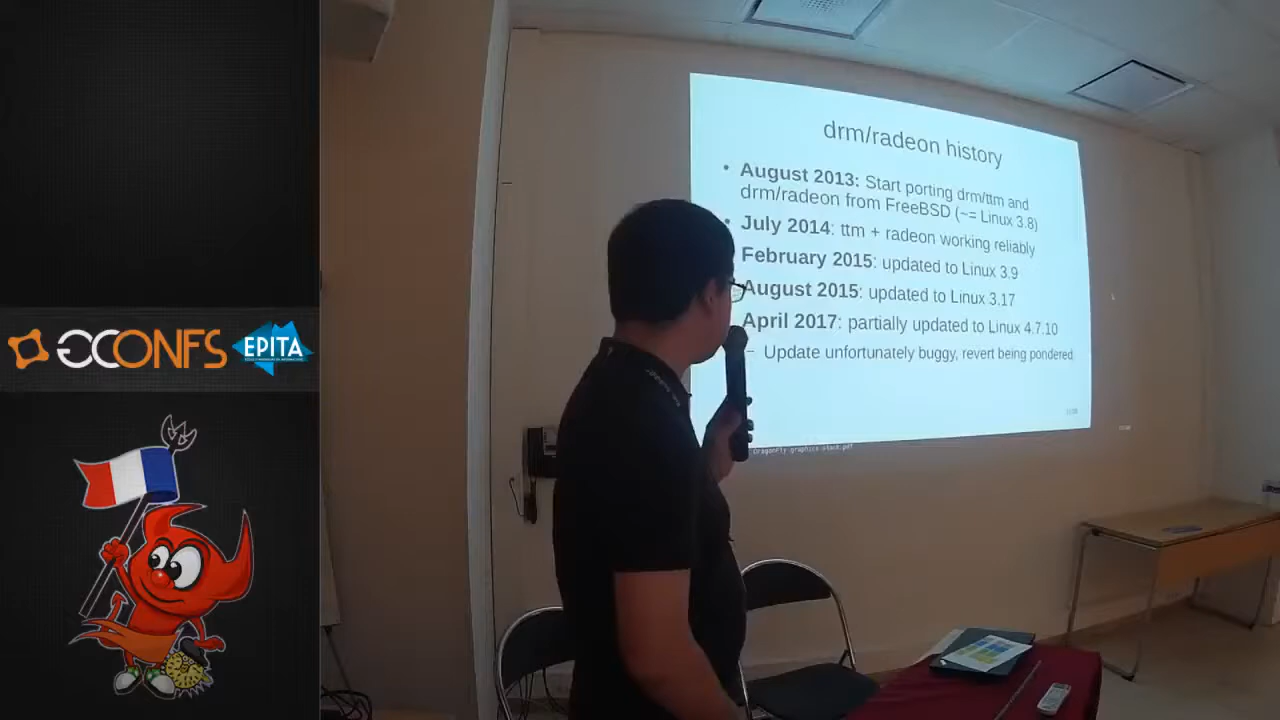 drm/radeon history
• August 2013: Start porting drm/ttm and
drm/radeon from FreeBSD (~= Linux 3.8)
• July 2014: ttm + radeon working reliably
February 2015: updated to Linux 3.9
August 2015: updated to Linux 3.17
April 2017: partially updated to Linux 4.7.10
– Update unfortunately buggy, revert being pondered
DragonFly-graphics-stack.pdf
GCONFS
EPITA